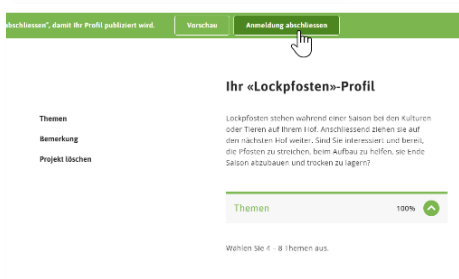 abschliessen", damit Ihr Profil publiziert wird.
Vorschau
Anmeldung abschliessen
Ihr «Lockpfosten»-Profil
Themen
Bemerkung
Projekt löschen
Lockpfosten stehen während einer Saison bei den Kulturen
oder Tieren auf Ihrem Hof. Anschliessend ziehen sie auf
den nächsten Hof weiter. Sind Sie interessiert und bereit,
die Pfosten zu streichen, beim Aufbau zu helfen, sie Ende
Saison abzubauen und trocken zu lagern?
Themen 100%
Wählen Sie 4 – 8 Themen aus.